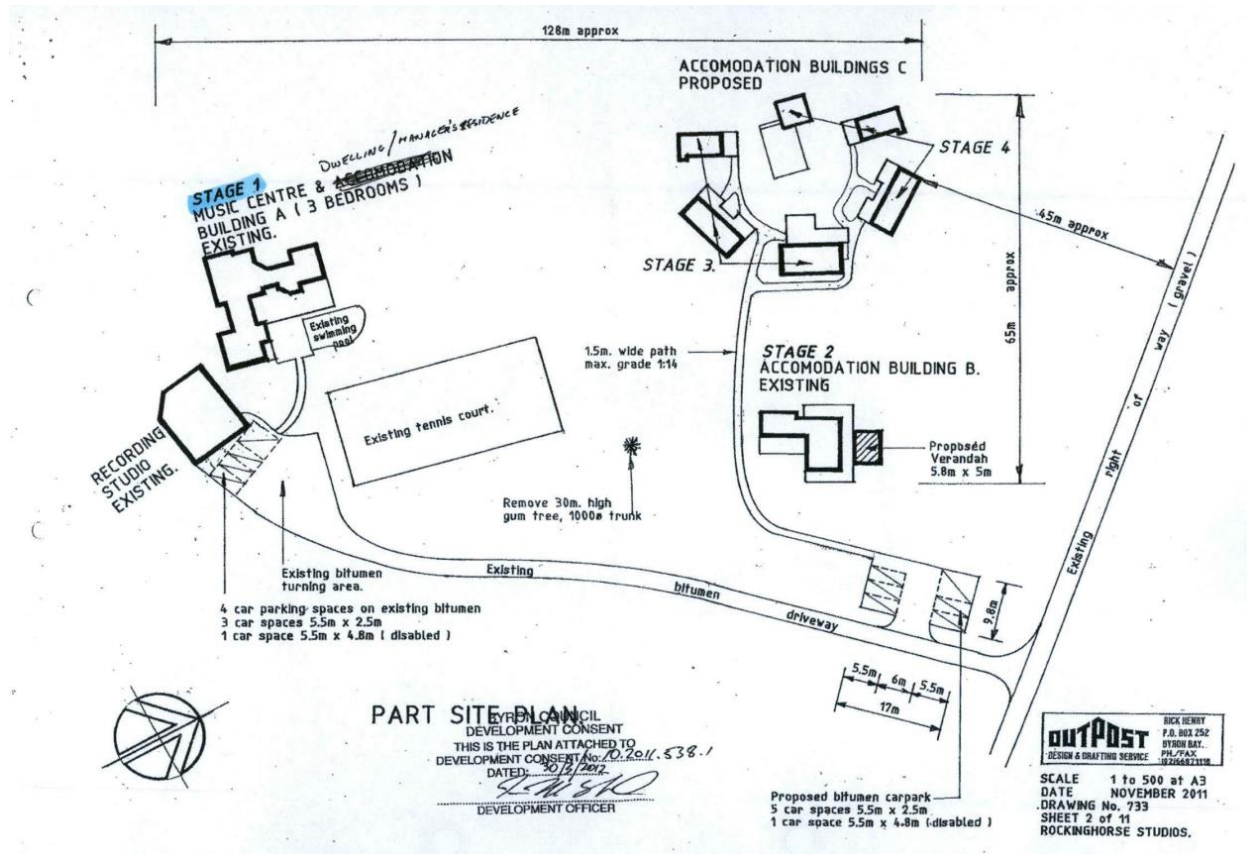 128m approx
ACCOMODATION BUILDINGS C
PROPOSED
STAGE 4
45m approx
65m approx
DWELLING / MANAGER'S RESIDENCE
STAGE 1
MUSIC CENTRE & ACCOMODATION
BUILDING A ( 3 BEDROOMS )
EXISTING.
STAGE 3.
Existing
swimming
pool
1.5m. wide path
max. grade 1:14
STAGE 2
ACCOMODATION BUILDING B.
EXISTING
Existing tennis court.
Proposed
Verandah
5.8m x 5m
RECORDING
STUDIO
EXISTING.
Remove 30m. high
gum tree, 1000ø trunk
Existing right of way ( gravel )
Existing bitumen
turning area.
Existing bitumen driveway
4 car parking spaces on existing bitumen
3 car spaces 5.5m x 2.5m
1 car space 5.5m x 4.8m ( disabled )
9.8m
5.5m 6m 5.5m
17m
PART SITE PLAN.
BYRON COUNCIL
DEVELOPMENT CONSENT
THIS IS THE PLAN ATTACHED TO
DEVELOPMENT CONSENT No: 10.2011.538.1
DATED: 30/3/2012
DEVELOPMENT OFFICER
Proposed bitumen carpark
5 car spaces 5.5m x 2.5m
1 car space 5.5m x 4.8m ( disabled )
OUTPOST
DESIGN & DRAFTING SERVICE
RICK HENRY
P.O. BOX 252
BYRON BAY.
PH./FAX
SCALE 1 to 500 at A3
DATE NOVEMBER 2011
DRAWING No. 733
SHEET 2 of 11
ROCKINGHORSE STUDIOS.